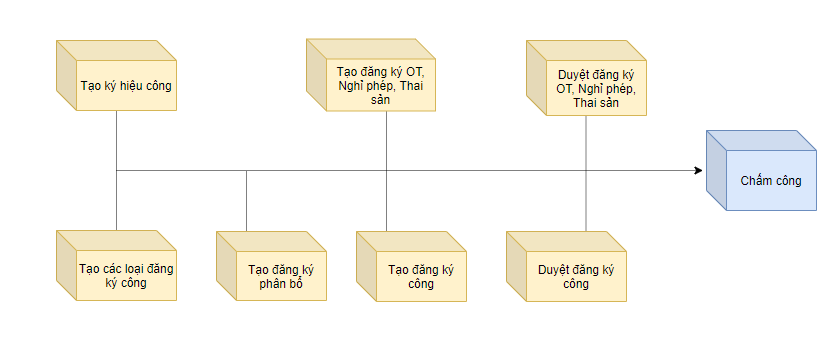 Tạo ký hiệu công
Tạo đăng ký OT,
Nghỉ phép, Thai
sản
Duyệt đăng ký
OT, Nghỉ phép,
Thai sản
Chấm công
Tạo các loại đăng
ký công
Tạo đăng ký
phân bổ
Tạo đăng ký
công
Duyệt đăng ký
công